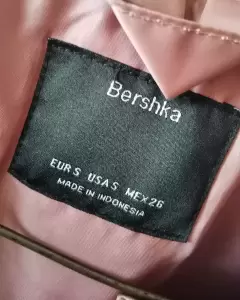 Bershka
EUR S USA S MEX 26
MADE IN INDONESIA